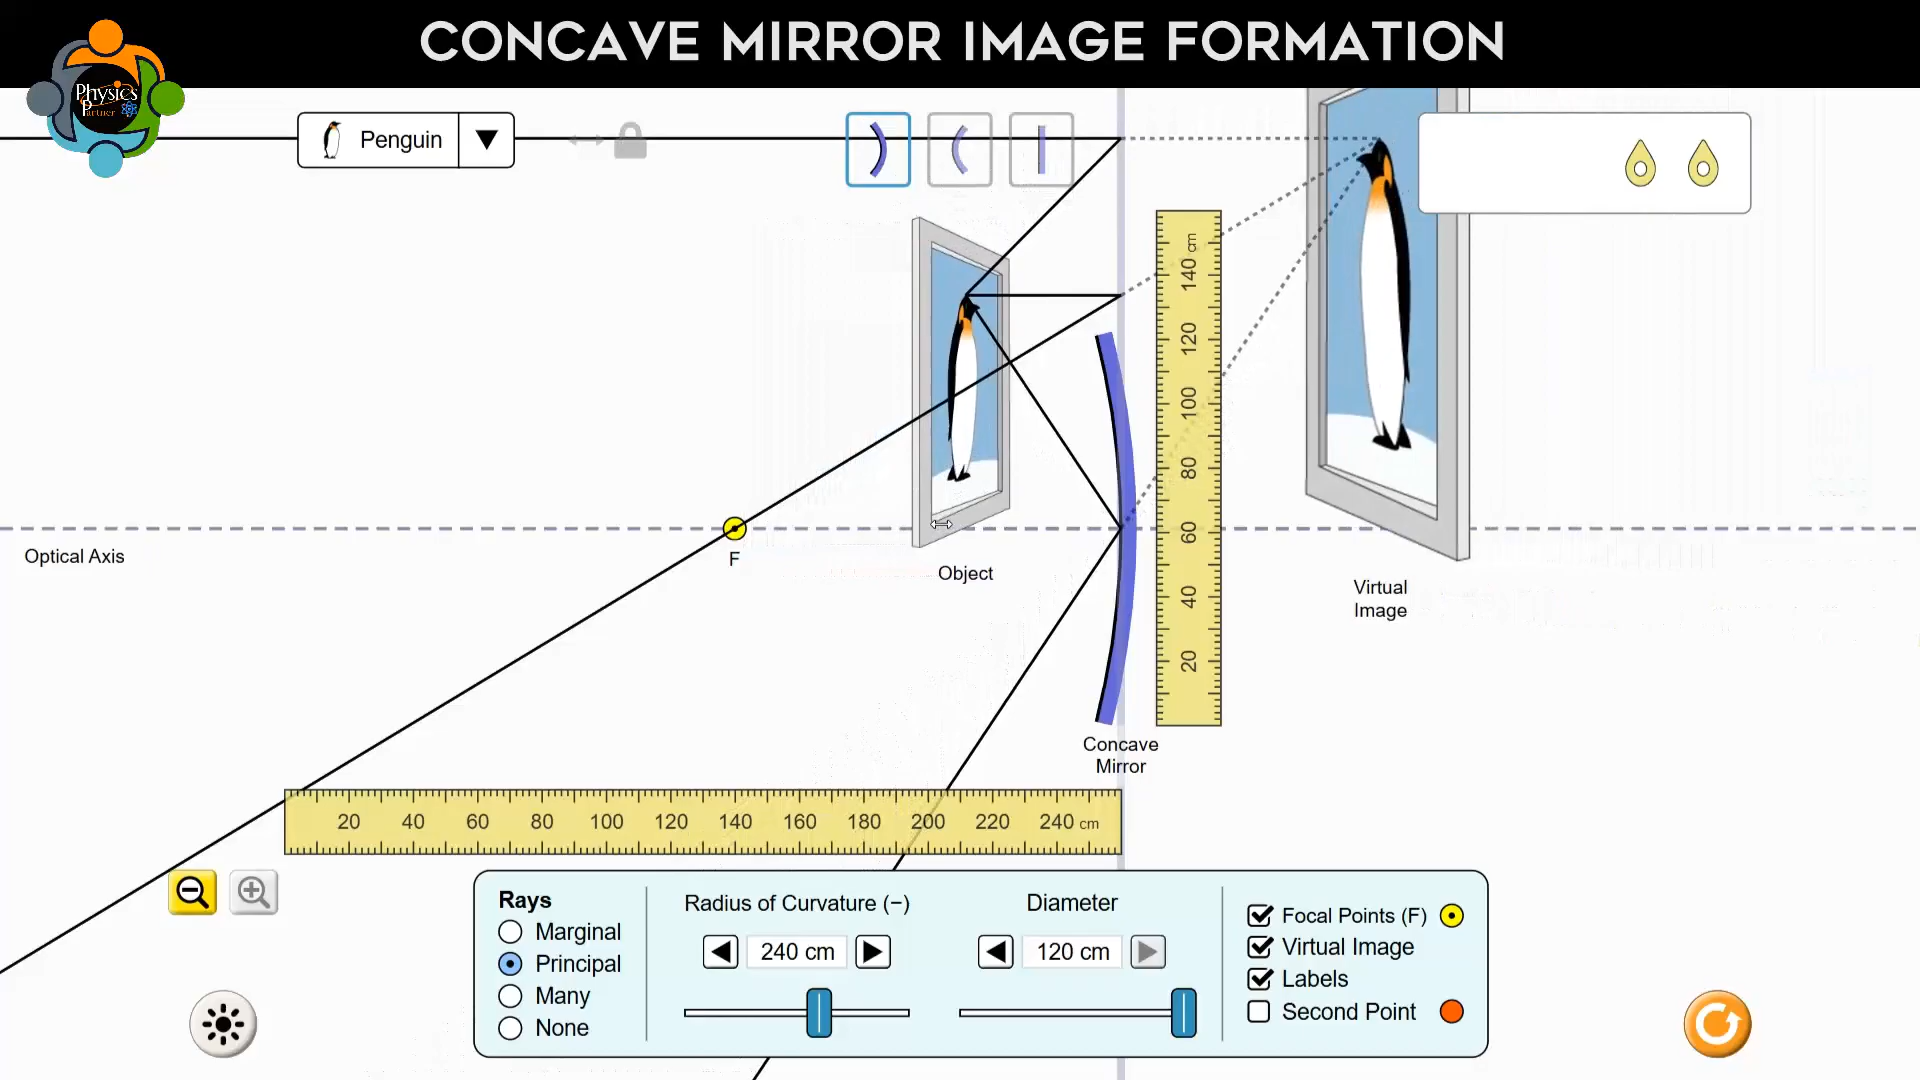 CONCAVE MIRROR IMAGE FORMATION
Physics
Partner
Penguin
F
Object
Optical Axis
Virtual
Image
cm
140
120
100
80
60
40
20
Concave
Mirror
20 40 60 80 100 120 140 160 180 200 220 240 cm
Rays
Marginal
Principal
Many
None
Radius of Curvature (−)
240 cm
Diameter
120 cm
Focal Points (F)
Virtual Image
Labels
Second Point